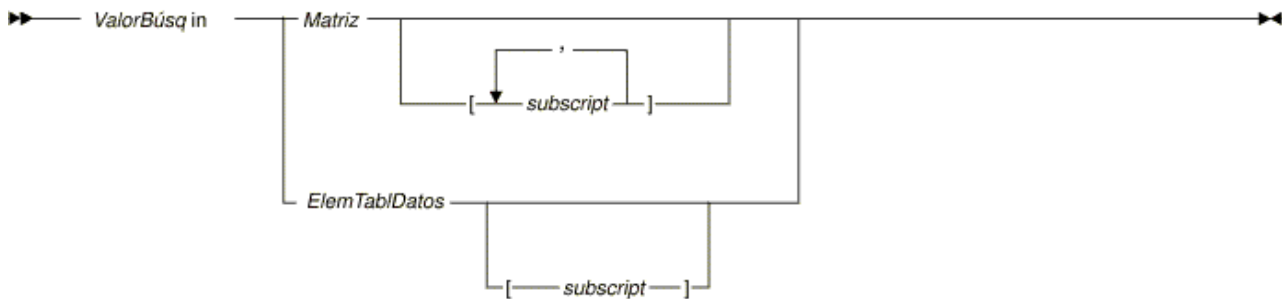 ValorBúsq in Matriz
,
[ subscript ]
ElemTablDatos
[ subscript ]